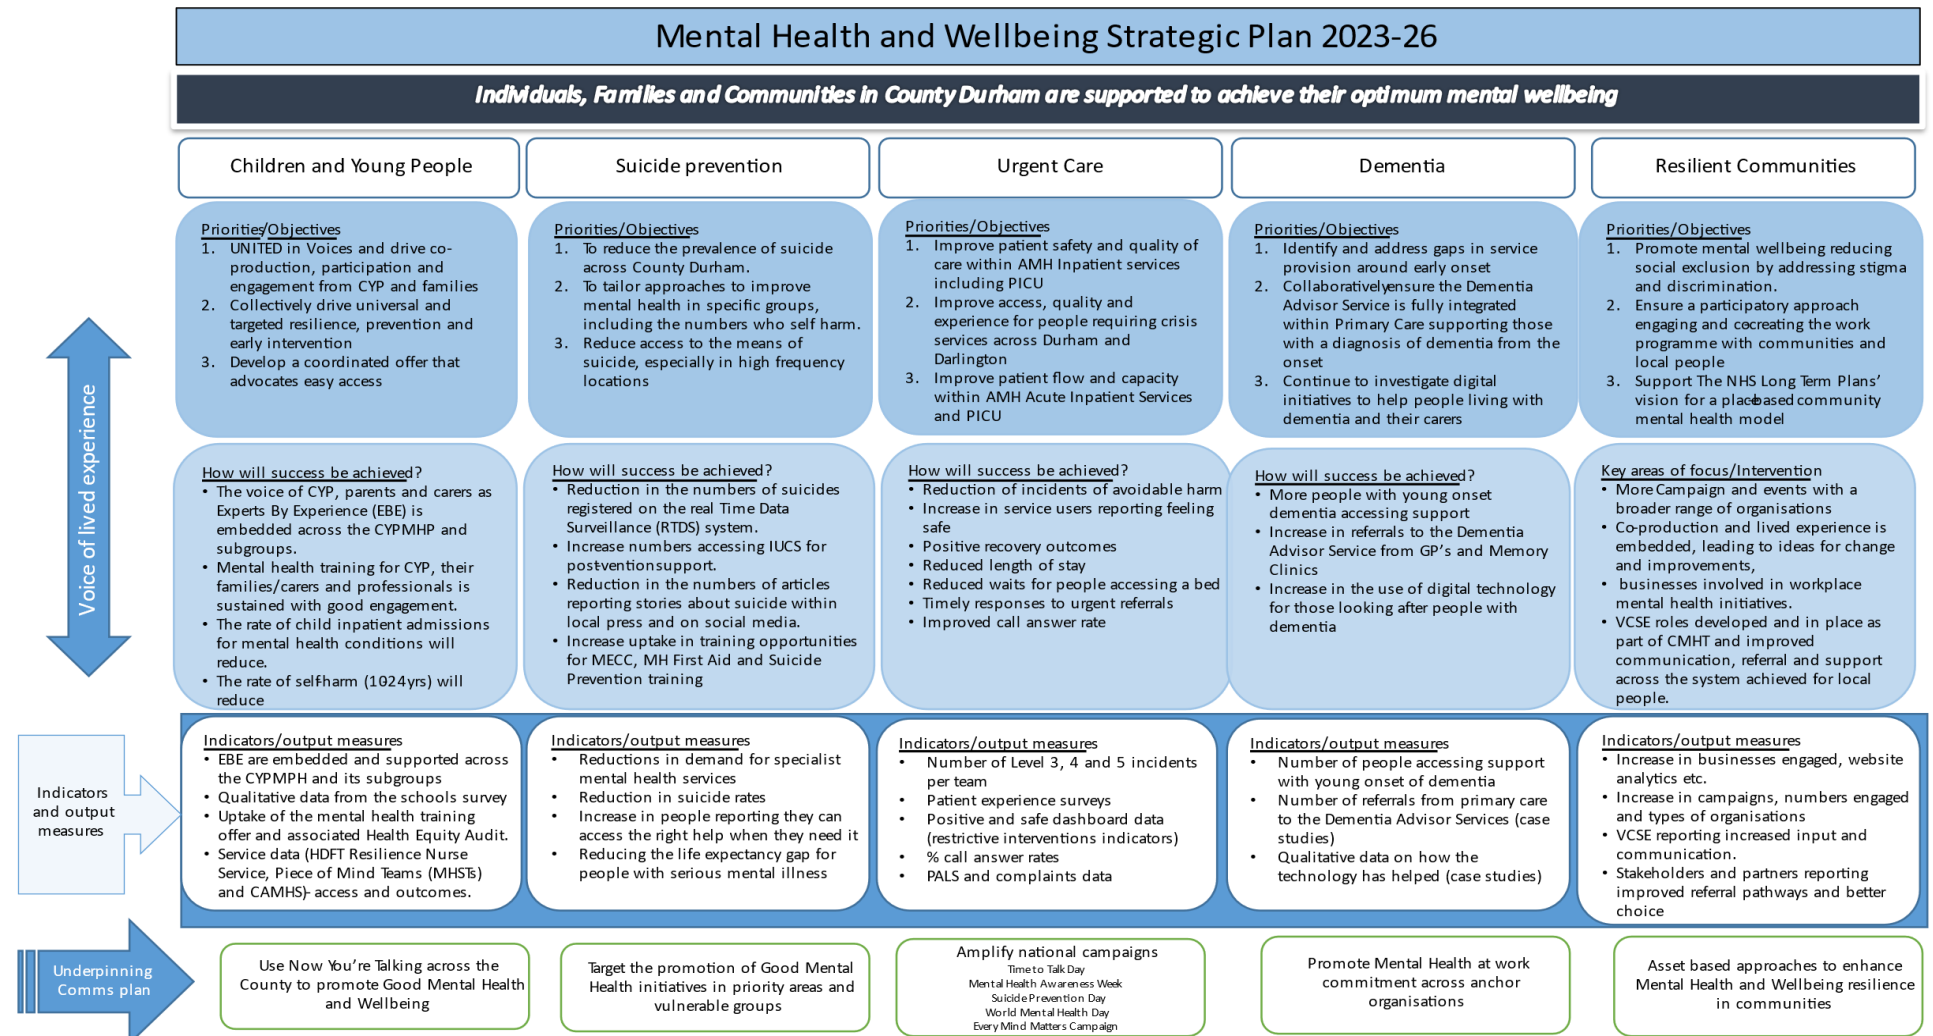 Mental Health and Wellbeing Strategic Plan 2023-26
Individuals, Families and Communities in County Durham are supported to achieve their optimum mental wellbeing
Children and Young People
Suicide prevention
Urgent Care
Dementia
Resilient Communities
Voice of lived experience
Priorities/Objectives
1. UNITED in Voices and drive co-
production, participation and
engagement from CYP and families
2. Collectively drive universal and
targeted resilience, prevention and
early intervention
3. Develop a coordinated offer that
advocates easy access
Priorities/Objectives
1. To reduce the prevalence of suicide
across County Durham.
2. To tailor approaches to improve
mental health in specific groups,
including the numbers who self harm.
3. Reduce access to the means of
suicide, especially in high frequency
locations
Priorities/Objectives
1. Improve patient safety and quality of
care within AMH Inpatient services
including PICU
2. Improve access, quality and
experience for people requiring crisis
services across Durham and
Darlington
3. Improve patient flow and capacity
within AMH Acute Inpatient Services
and PICU
Priorities/Objectives
1. Identify and address gaps in service
provision around early onset
2. Collaboratively ensure the Dementia
Advisor Service is fully integrated
within Primary Care supporting those
with a diagnosis of dementia from the
onset
3. Continue to investigate digital
initiatives to help people living with
dementia and their carers
Priorities/Objectives
1. Promote mental wellbeing reducing
social exclusion by addressing stigma
and discrimination.
2. Ensure a participatory approach
engaging and cocreating the work
programme with communities and
local people
3. Support The NHS Long Term Plans’
vision for a place-based community
mental health model
How will success be achieved?
• The voice of CYP, parents and carers as
Experts By Experience (EBE) is
embedded across the CYPMHP and
subgroups.
• Mental health training for CYP, their
families/carers and professionals is
sustained with good engagement.
• The rate of child inpatient admissions
for mental health conditions will
reduce.
• The rate of self-harm (10-24yrs) will
reduce
How will success be achieved?
• Reduction in the numbers of suicides
registered on the real Time Data
Surveillance (RTDS) system.
• Increase numbers accessing IUCS for
postvention support.
• Reduction in the numbers of articles
reporting stories about suicide within
local press and on social media.
• Increase uptake in training opportunities
for MECC, MH First Aid and Suicide
Prevention training
How will success be achieved?
• Reduction of incidents of avoidable harm
• Increase in service users reporting feeling
safe
• Positive recovery outcomes
• Reduced length of stay
• Reduced waits for people accessing a bed
• Timely responses to urgent referrals
• Improved call answer rate
How will success be achieved?
• More people with young onset
dementia accessing support
• Increase in referrals to the Dementia
Advisor Service from GP’s and Memory
Clinics
• Increase in the use of digital technology
for those looking after people with
dementia
Key areas of focus/Intervention
• More Campaign and events with a
broader range of organisations
• Co-production and lived experience is
embedded, leading to ideas for change
and improvements,
• businesses involved in workplace
mental health initiatives.
• VCSE roles developed and in place as
part of CMHT and improved
communication, referral and support
across the system achieved for local
people.
Indicators
and output
measures
Indicators/output measures
• EBE are embedded and supported across
the CYPMPH and its subgroups
• Qualitative data from the schools survey
• Uptake of the mental health training
offer and associated Health Equity Audit.
• Service data (HDFT Resilience Nurse
Service, Piece of Mind Teams (MHSTs)
and CAMHS)- access and outcomes.
Indicators/output measures
• Reductions in demand for specialist
mental health services
• Reduction in suicide rates
• Increase in people reporting they can
access the right help when they need it
• Reducing the life expectancy gap for
people with serious mental illness
Indicators/output measures
• Number of Level 3, 4 and 5 incidents
per team
• Patient experience surveys
• Positive and safe dashboard data
(restrictive interventions indicators)
• % call answer rates
• PALS and complaints data
Indicators/output measures
• Number of people accessing support
with young onset of dementia
• Number of referrals from primary care
to the Dementia Advisor Services (case
studies)
• Qualitative data on how the
technology has helped (case studies)
Indicators/output measures
• Increase in businesses engaged, website
analytics etc.
• Increase in campaigns, numbers engaged
and types of organisations
• VCSE reporting increased input and
communication.
• Stakeholders and partners reporting
improved referral pathways and better
choice
Underpinning
Comms plan
Use Now You’re Talking across the
County to promote Good Mental Health
and Wellbeing
Target the promotion of Good Mental
Health initiatives in priority areas and
vulnerable groups
Amplify national campaigns
Time to Talk Day
Mental Health Awareness Week
Suicide Prevention Day
World Mental Health Day
Every Mind Matters Campaign
Promote Mental Health at work
commitment across anchor
organisations
Asset based approaches to enhance
Mental Health and Wellbeing resilience
in communities